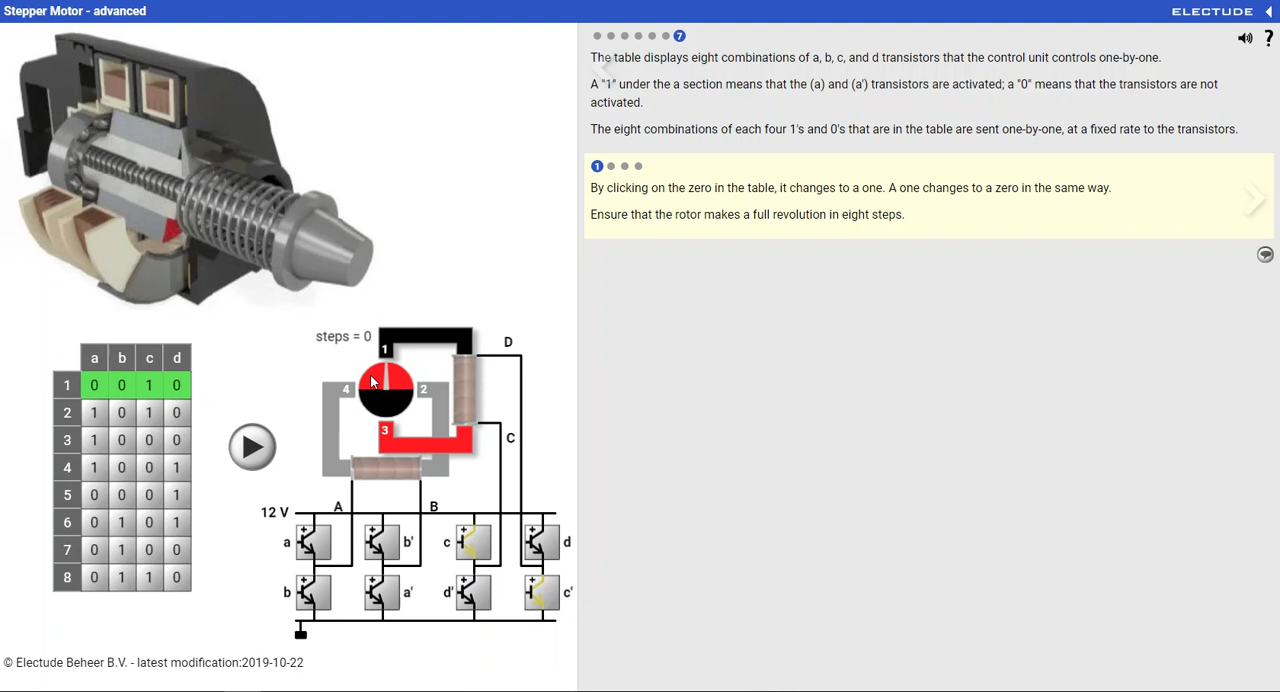 Stepper Motor - advanced
ELECTUDE
7
The table displays eight combinations of a, b, c, and d transistors that the control unit controls one-by-one.
A "1" under the a section means that the (a) and (a') transistors are activated; a "0" means that the transistors are not
activated.
The eight combinations of each four 1's and 0's that are in the table are sent one-by-one, at a fixed rate to the transistors.
1
By clicking on the zero in the table, it changes to a one. A one changes to a zero in the same way.
Ensure that the rotor makes a full revolution in eight steps.
?
steps = 0
1
D
4
2
3
C
A
B
12 V
a
b'
c
d
b
a'
d'
c'
a b c d
1 0 0 1 0
2 1 0 1 0
3 1 0 0 0
4 1 0 0 1
5 0 0 0 1
6 0 1 0 1
7 0 1 0 0
8 0 1 1 0
© Electude Beheer B.V. - latest modification:2019-10-22